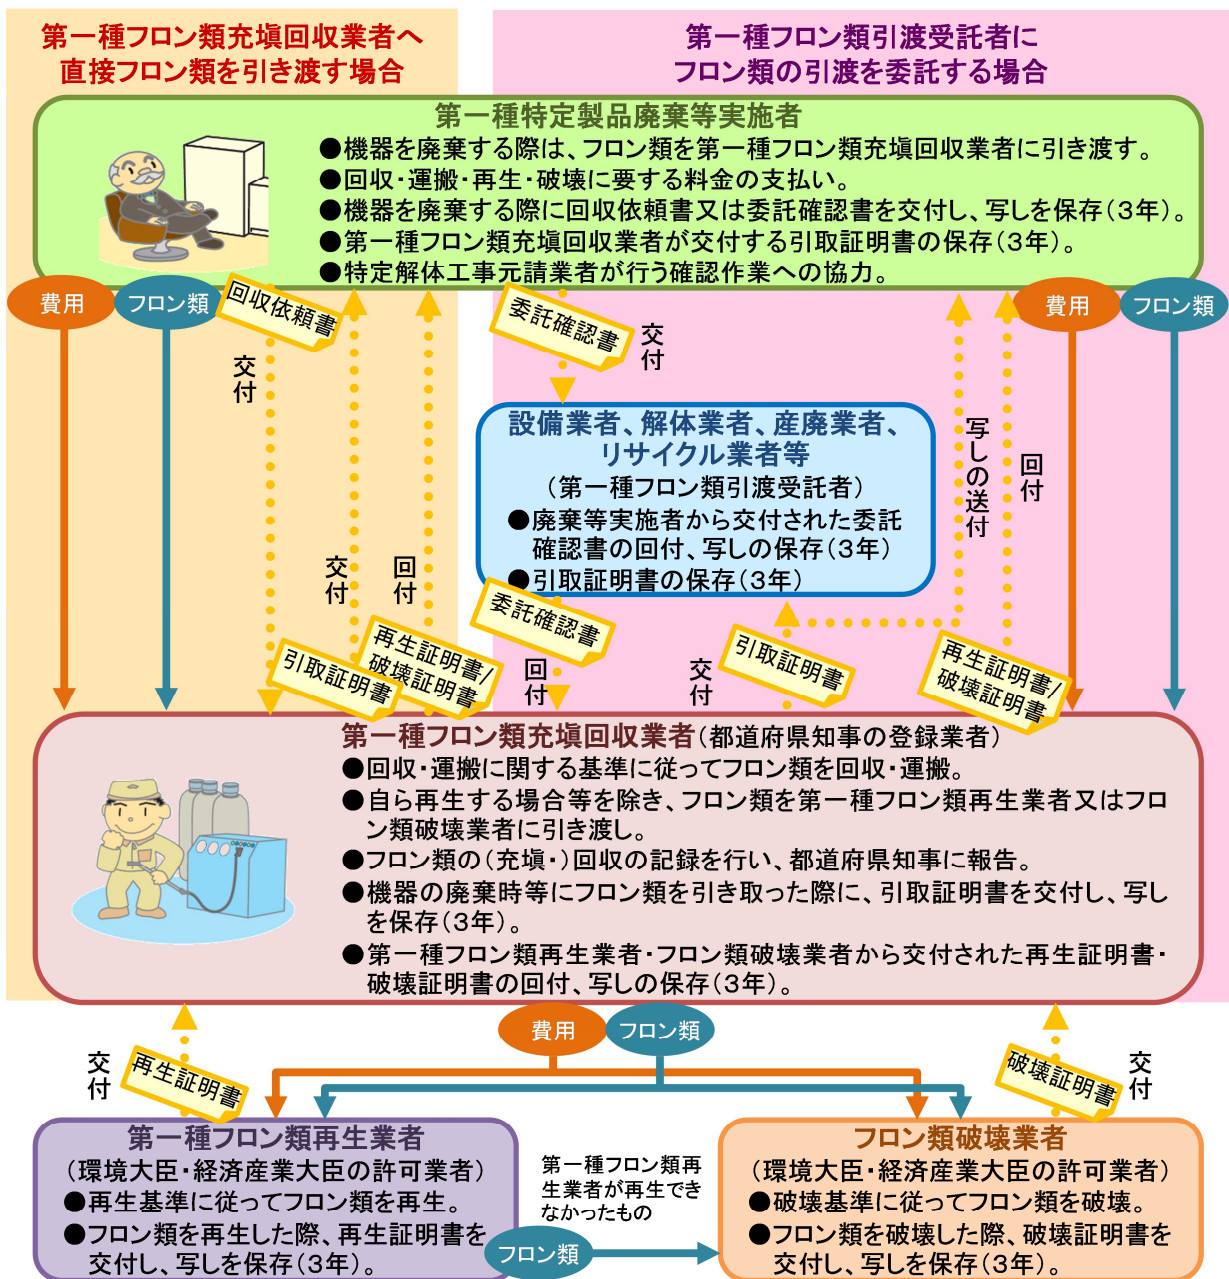 第一種フロン類充塡回収業者へ
直接フロン類を引き渡す場合
第一種フロン類引渡受託者に
フロン類の引渡を委託する場合
第一種特定製品廃棄等実施者
●機器を廃棄する際は、フロン類を第一種フロン類充塡回収業者に引き渡す。
●回収・運搬・再生・破壊に要する料金の支払い。
●機器を廃棄する際に回収依頼書又は委託確認書を交付し、写しを保存(3年)。
●第一種フロン類充塡回収業者が交付する引取証明書の保存(3年)。
●特定解体工事元請業者が行う確認作業への協力。
費用
フロン類
回収依頼書
交付
委託確認書
交付
費用
フロン類
設備業者、解体業者、産廃業者、
リサイクル業者等
(第一種フロン類引渡受託者)
●廃棄等実施者から交付された委託
確認書の回付、写しの保存(3年)
●引取証明書の保存(3年)
写しの送付
回付
交付
回付
引取証明書
再生証明書/
破壊証明書
委託確認書
回付
交付
引取証明書
再生証明書/
破壊証明書
第一種フロン類充塡回収業者(都道府県知事の登録業者)
●回収・運搬に関する基準に従ってフロン類を回収・運搬。
●自ら再生する場合等を除き、フロン類を第一種フロン類再生業者又はフロ
ン類破壊業者に引き渡し。
●フロン類の(充塡・)回収の記録を行い、都道府県知事に報告。
●機器の廃棄時等にフロン類を引き取った際に、引取証明書を交付し、写し
を保存(3年)。
●第一種フロン類再生業者・フロン類破壊業者から交付された再生証明書・
破壊証明書の回付、写しの保存(3年)。
費用
フロン類
交付
再生証明書
破壊証明書
交付
第一種フロン類再生業者
(環境大臣・経済産業大臣の許可業者)
●再生基準に従ってフロン類を再生。
●フロン類を再生した際、再生証明書を
交付し、写しを保存(3年)。
第一種フロン類再
生業者が再生でき
なかったもの
フロン類
フロン類破壊業者
(環境大臣・経済産業大臣の許可業者)
●破壊基準に従ってフロン類を破壊。
●フロン類を破壊した際、破壊証明書を
交付し、写しを保存(3年)。